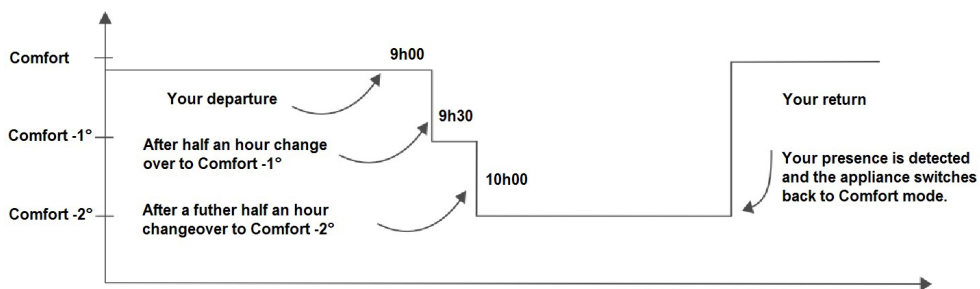 Comfort
9h00
Your departure
Your return
9h30
Comfort -1°
After half an hour change
over to Comfort -1°
Your presence is detected
and the appliance switches
back to Comfort mode.
10h00
Comfort -2°
After a futher half an hour
changeover to Comfort -2°